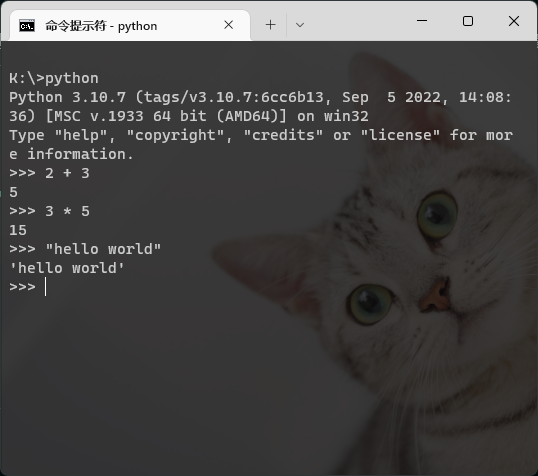 命令提示符 - python
K:\>python
Python 3.10.7 (tags/v3.10.7:6cc6b13, Sep  5 2022, 14:08:
36) [MSC v.1933 64 bit (AMD64)] on win32
Type "help", "copyright", "credits" or "license" for mor
e information.
>>> 2 + 3
5
>>> 3 * 5
15
>>> "hello world"
'hello world'
>>>